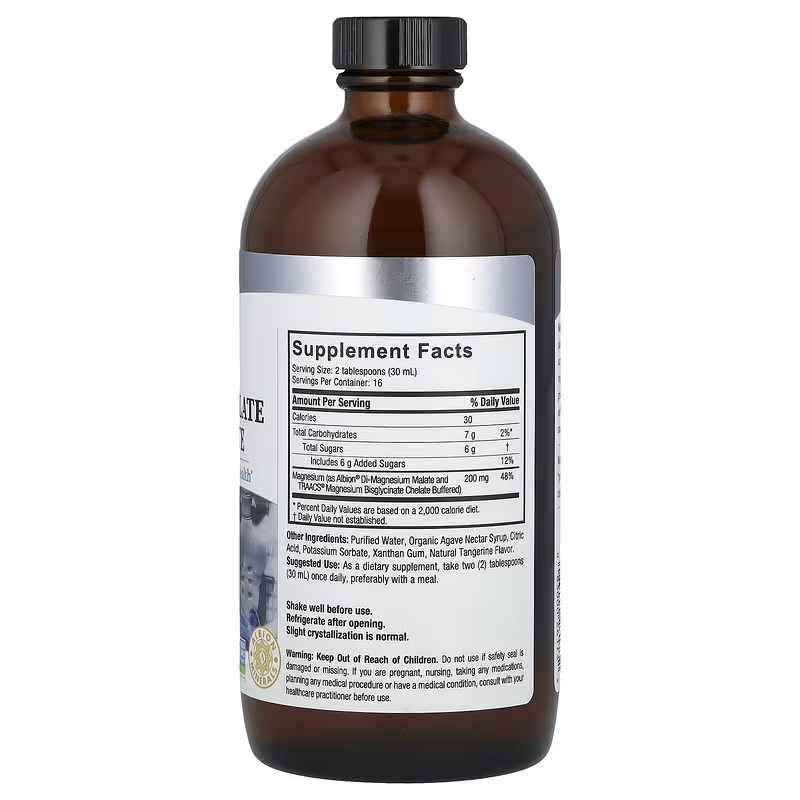 LATE
E
ealth*
Supplement Facts
Serving Size: 2 tablespoons (30 mL)
Servings Per Container: 16
Amount Per Serving % Daily Value
Calories 30
Total Carbohydrates 7 g 2%*
Total Sugars 6 g †
Includes 6 g Added Sugars 12%
Magnesium (as Albion® Di-Magnesium Malate and 200 mg 48%
TRAACS® Magnesium Bisglycinate Chelate Buffered)
* Percent Daily Values are based on a 2,000 calorie diet.
† Daily Value not established.
Other Ingredients: Purified Water, Organic Agave Nectar Syrup, Citric
Acid, Potassium Sorbate, Xanthan Gum, Natural Tangerine Flavor.
Suggested Use: As a dietary supplement, take two (2) tablespoons
(30 mL) once daily, preferably with a meal.
Shake well before use.
Refrigerate after opening.
Slight crystallization is normal.
ALBION
MINERALS
Warning: Keep Out of Reach of Children. Do not use if safety seal is
damaged or missing. If you are pregnant, nursing, taking any medications,
planning any medical procedure or have a medical condition, consult with your
healthcare practitioner before use.